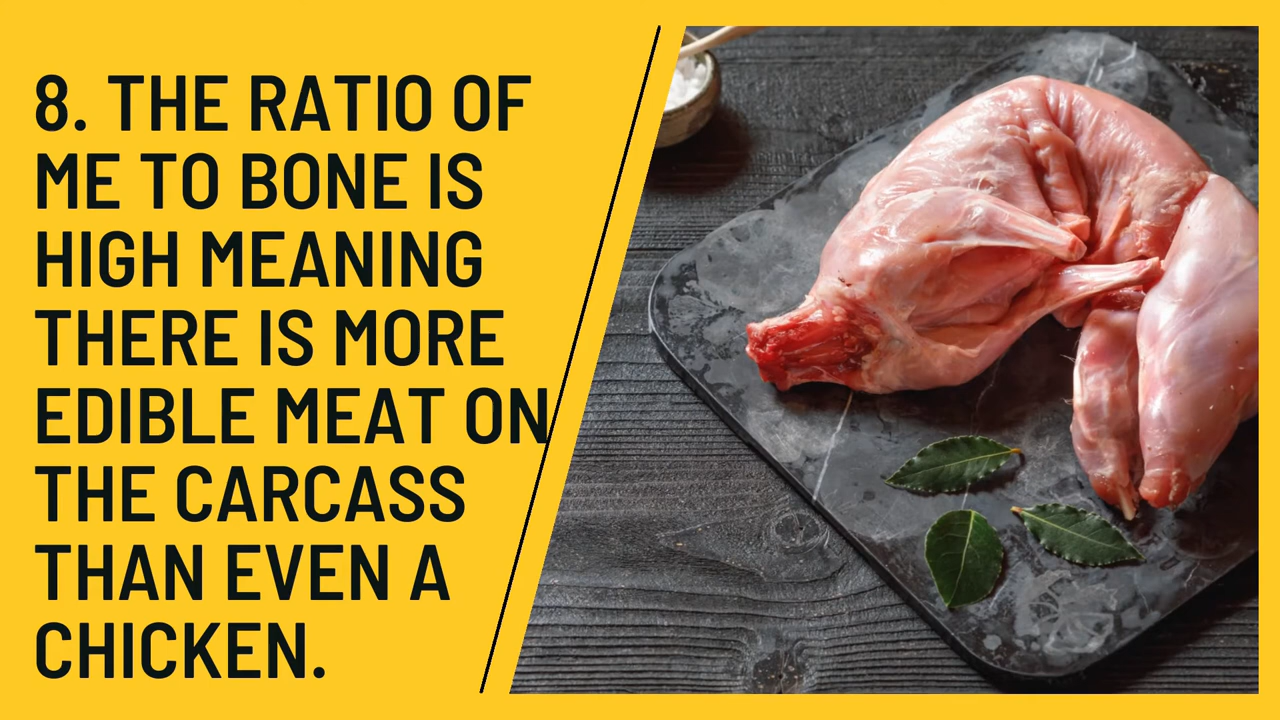 8. THE RATIO OF
ME TO BONE IS
HIGH MEANING
THERE IS MORE
EDIBLE MEAT ON
THE CARCASS
THAN EVEN A
CHICKEN.